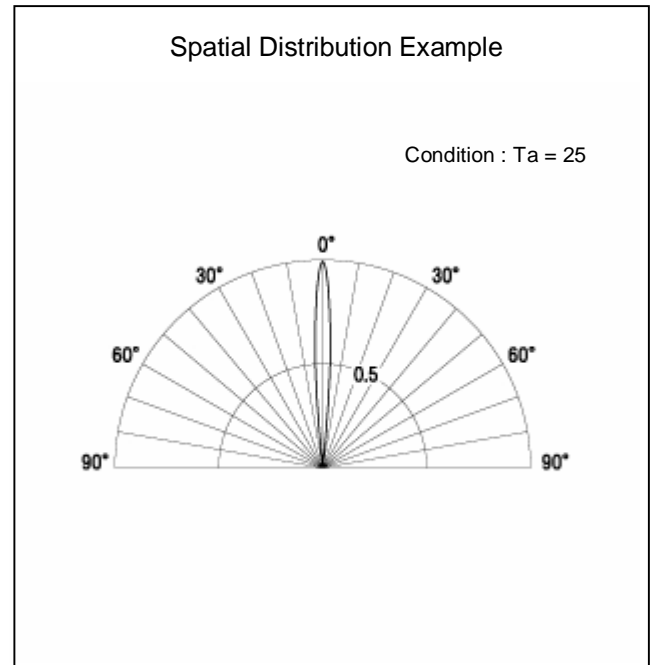 Spatial Distribution Example
Condition : Ta = 25
0°
30° 30°
60° 60°
0.5
90° 90°